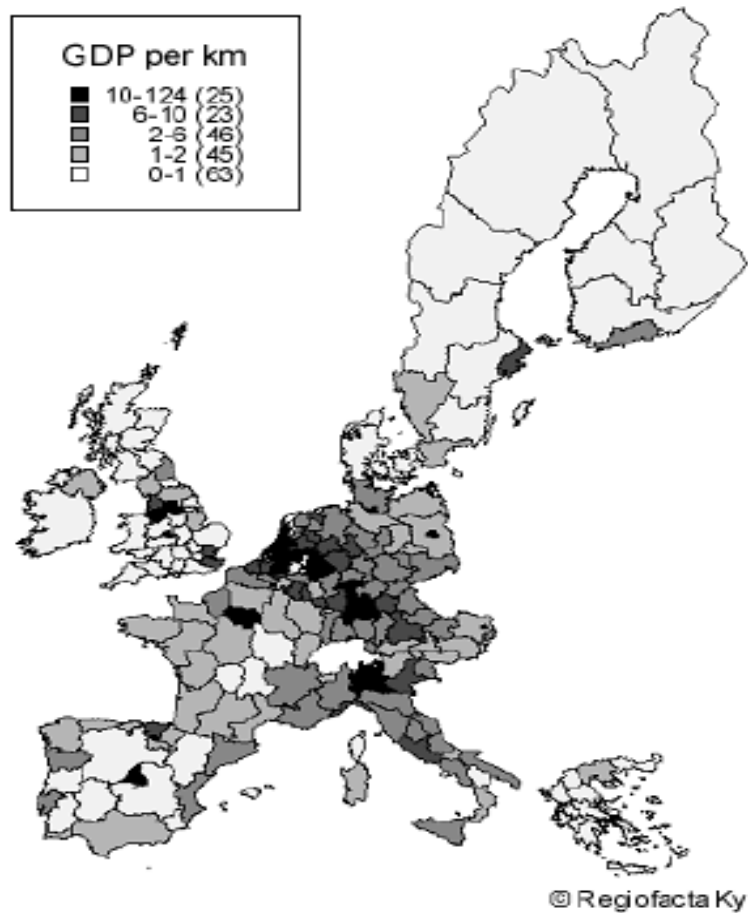 GDP per km
10-124 (25)
6-10 (23)
2-6 (46)
1-2 (45)
0-1 (63)
© Regiofacta Ky